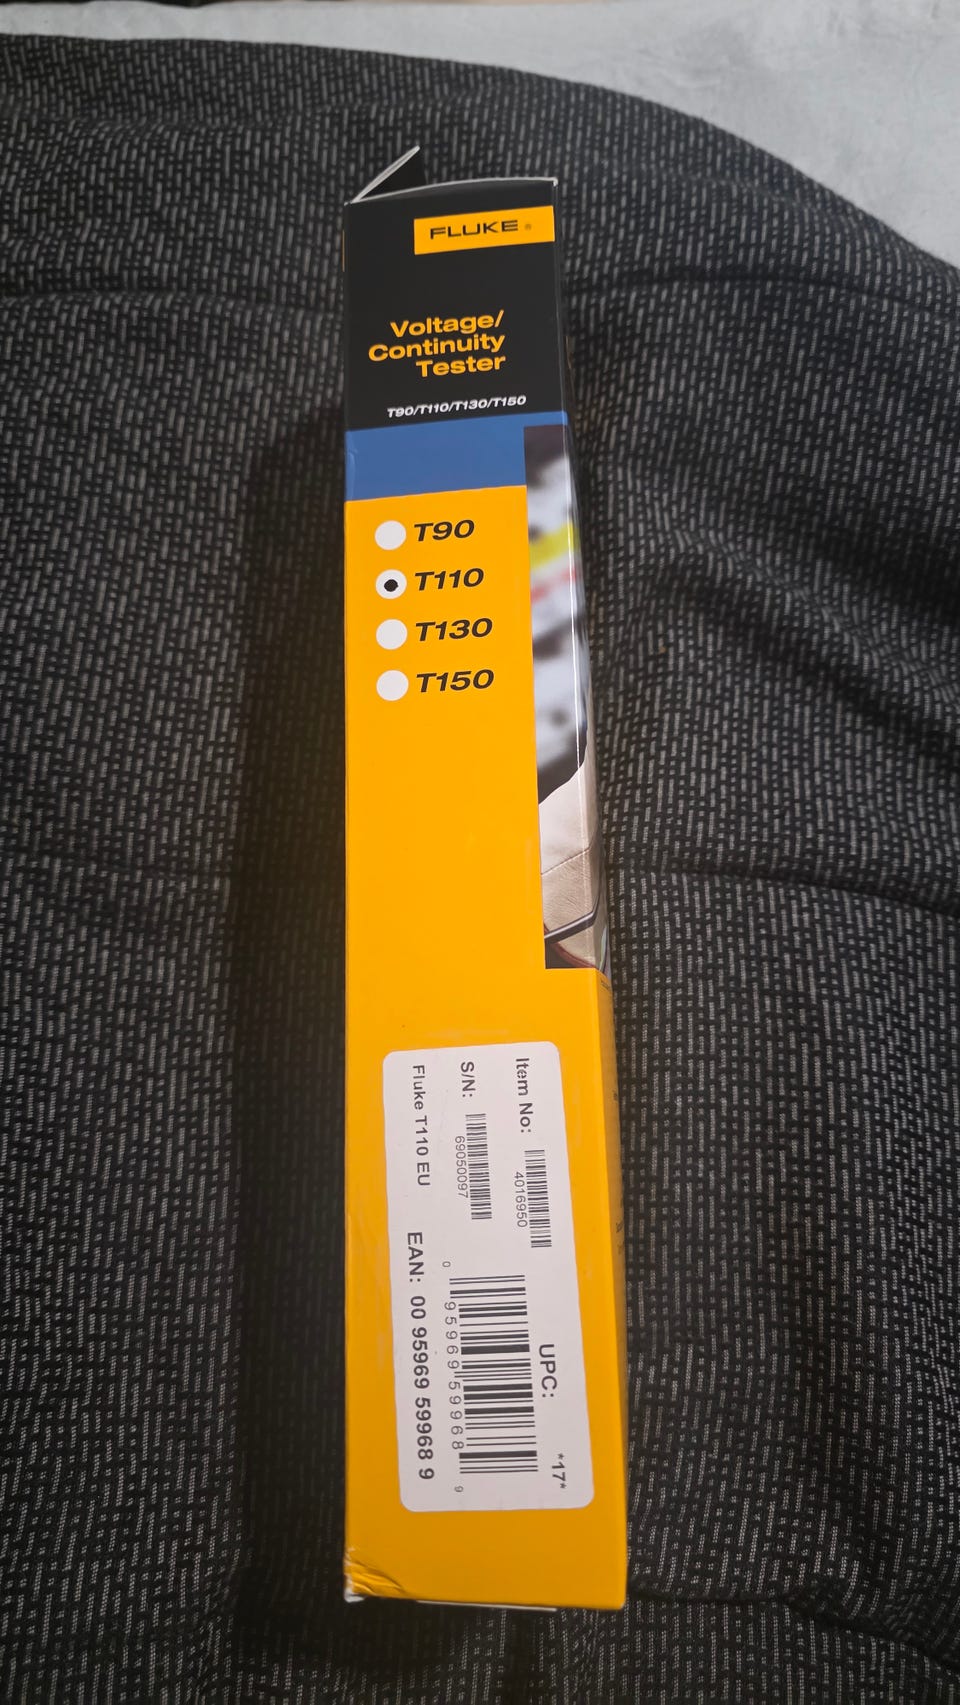 FLUKE ®
Voltage/
Continuity
Tester
T90/T110/T130/T150
T90
T110
T130
T150
Item No:
4016950
S/N:
69050097
Fluke T110 EU
UPC:
*17*
0 95969 59968 9
EAN: 00 95969 59968 9